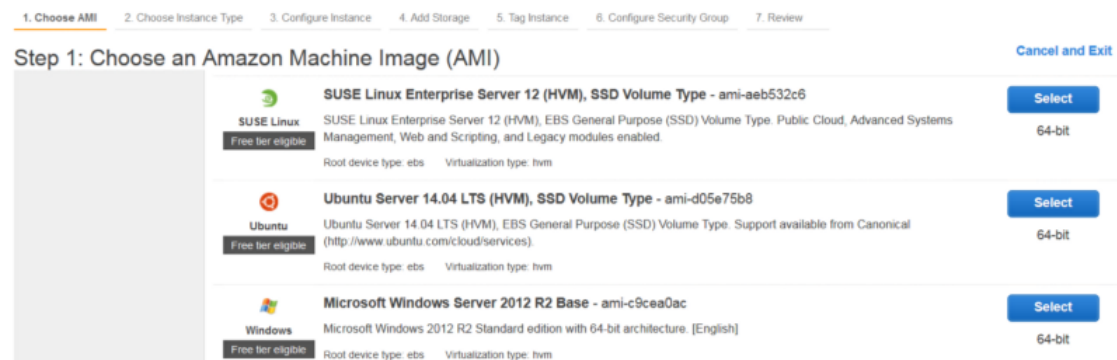 1. Choose AMI 2. Choose Instance Type 3. Configure Instance 4. Add Storage 5. Tag Instance 6. Configure Security Group 7. Review
Step 1: Choose an Amazon Machine Image (AMI)
Cancel and Exit
SUSE Linux
Free tier eligible
SUSE Linux Enterprise Server 12 (HVM), SSD Volume Type - ami-aeb532c6
SUSE Linux Enterprise Server 12 (HVM), EBS General Purpose (SSD) Volume Type. Public Cloud, Advanced Systems
Management, Web and Scripting, and Legacy modules enabled.
Root device type: ebs Virtualization type: hvm
Select
64-bit
Ubuntu
Free tier eligible
Ubuntu Server 14.04 LTS (HVM), SSD Volume Type - ami-d05e75b8
Ubuntu Server 14.04 LTS (HVM), EBS General Purpose (SSD) Volume Type. Support available from Canonical
(http://www.ubuntu.com/cloud/services).
Root device type: ebs Virtualization type: hvm
Select
64-bit
Windows
Free tier eligible
Microsoft Windows Server 2012 R2 Base - ami-c9cea0ac
Microsoft Windows 2012 R2 Standard edition with 64-bit architecture. [English]
Root device type: ebs Virtualization type: hvm
Select
64-bit